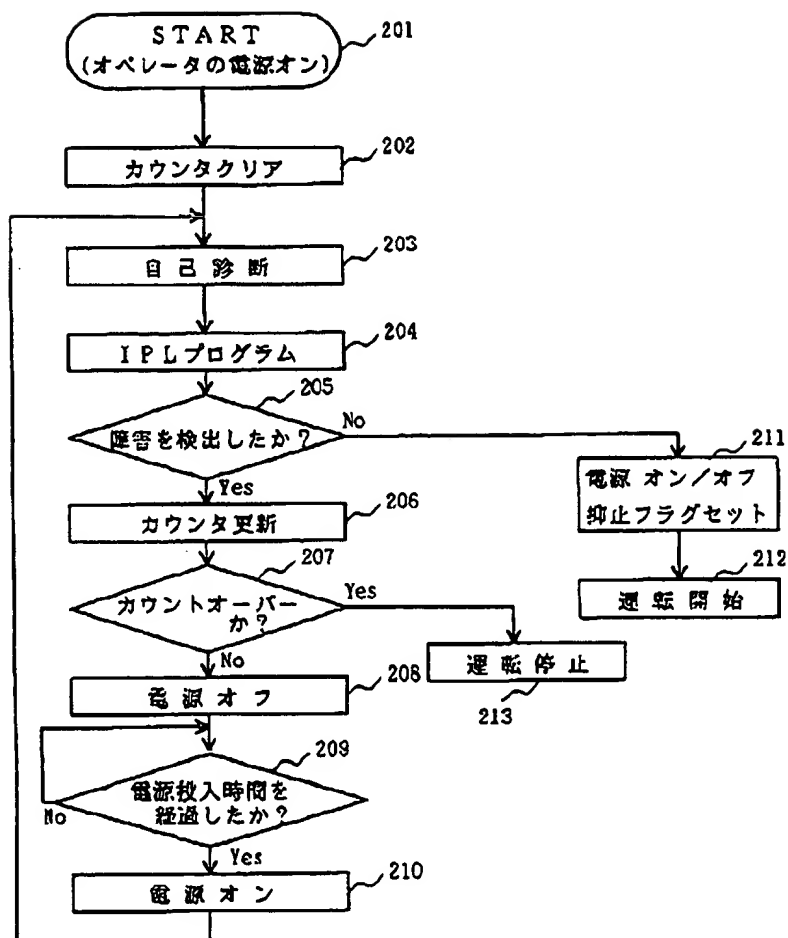 START
(オペレータの電源オン)
201
カウンタクリア
202
自己診断
203
IPLプログラム
204
障害を検出したか?
205
No
Yes
電源オン/オフ
抑止フラグセット
211
カウンタ更新
206
運転開始
212
カウントオーバー
か?
207
Yes
No
運転停止
213
電源オフ
208
電源投入時間を
経過したか?
209
No
Yes
電源オン
210